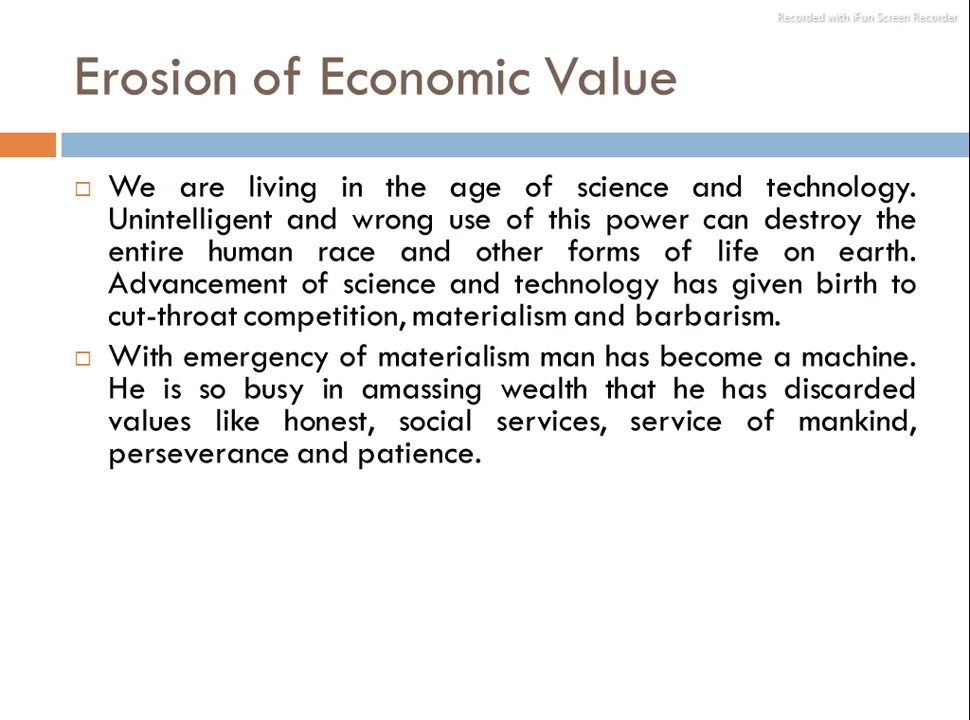 Recorded with iFun Screen Recorder
Erosion of Economic Value
We are living in the age of science and technology.
Unintelligent and wrong use of this power can destroy the
entire human race and other forms of life on earth.
Advancement of science and technology has given birth to
cut-throat competition, materialism and barbarism.
With emergency of materialism man has become a machine.
He is so busy in amassing wealth that he has discarded
values like honest, social services, service of mankind,
perseverance and patience.